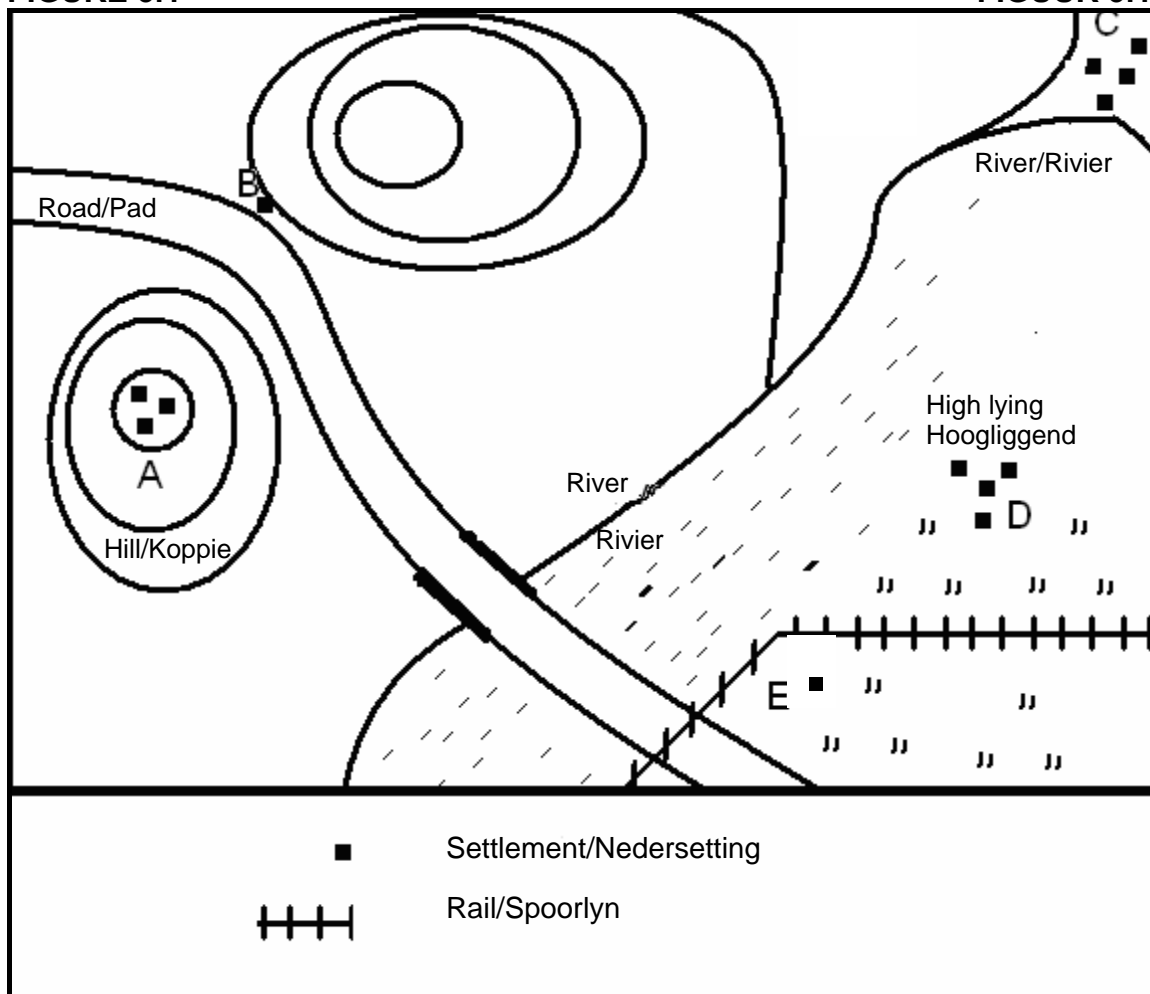 C
River/Rivier
B
Road/Pad
High lying
Hoogliggend
A
D
River
Rivier
Hill/Koppie
E
Settlement/Nedersetting
Rail/Spoorlyn